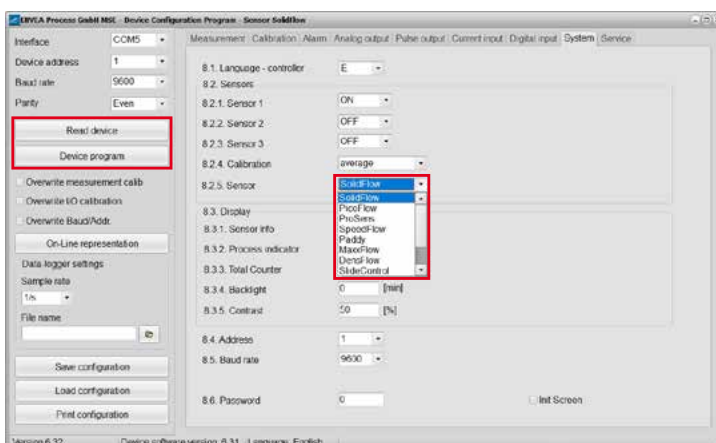 ENVEA Process GmbH MSE - Device Configuration Program - Sensor SolidFlow
Interface COM5
Device address 1
Baud rate 9600
Parity Even
Read device
Device program
Overwrite measurement calib
Overwrite I/O calibration
Overwrite Baud/Addr.
On-Line representation
Data logger settings
Sample rate
1/s
File name
Save configuration
Load configuration
Print configuration
Measurement Calibration Alarm Analog output Pulse output Current input Digital input System Service
8.1. Language - controller E
8.2. Sensors
8.2.1. Sensor 1 ON
8.2.2. Sensor 2 OFF
8.2.3. Sensor 3 OFF
8.2.4. Calibration average
8.2.5. Sensor SolidFlow
SolidFlow
PicoFlow
ProSens
SpeedFlow
Paddy
MaxxFlow
DensFlow
SlideControl
8.3. Display
8.3.1. Sensor info
8.3.2. Process indicator
8.3.3. Total Counter
8.3.4. Backlight 0 [min]
8.3.5. Contrast 50 [%]
8.4. Address 1
8.5. Baud rate 9600
8.6. Password 0 Init Screen
Version 6.32 Device software version 6.31 Language English